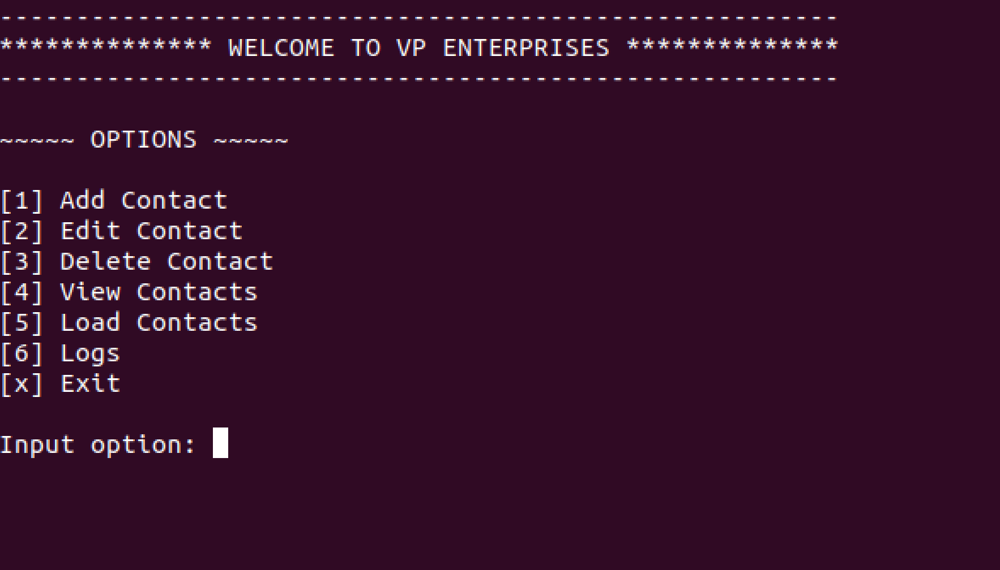 -------------------------------------------------------
************** WELCOME TO VP ENTERPRISES **************
-------------------------------------------------------
~~~~~ OPTIONS ~~~~~
[1] Add Contact
[2] Edit Contact
[3] Delete Contact
[4] View Contacts
[5] Load Contacts
[6] Logs
[x] Exit
Input option: